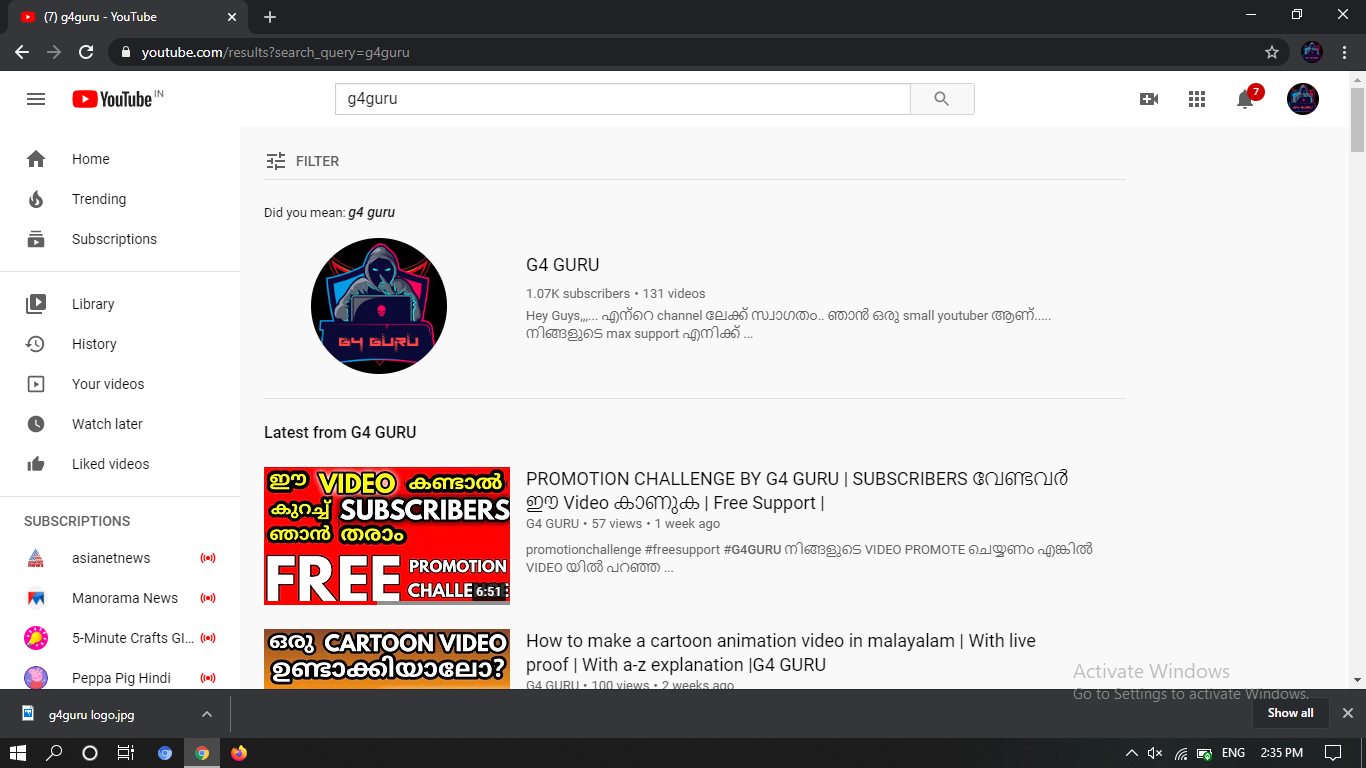 (7) g4guru - YouTube
youtube.com/results?search_query=g4guru
YouTube IN
g4guru
7
Home
Trending
Subscriptions
Library
History
Your videos
Watch later
Liked videos
SUBSCRIPTIONS
asianetnews
Manorama News
5-Minute Crafts GI...
Peppa Pig Hindi
FILTER
Did you mean: g4 guru
G4 GURU
G4 GURU
1.07K subscribers • 131 videos
Hey Guys,,,... എന്റെ channel ലേക്ക് സ്വാഗതം.. ഞാൻ ഒരു small youtuber ആണ്.....
നിങ്ങളുടെ max support എനിക്ക് ...
Latest from G4 GURU
ഈ VIDEO കണ്ടാൽ
കുറച്ച് SUBSCRIBERS
ഞാൻ തരാം
FREE PROMOTION
CHALLENGE
6:51
PROMOTION CHALLENGE BY G4 GURU | SUBSCRIBERS വേണ്ടവർ
ഈ Video കാണുക | Free Support |
G4 GURU • 57 views • 1 week ago
promotionchallenge #freesupport #G4GURU നിങ്ങളുടെ VIDEO PROMOTE ചെയ്യണം എങ്കിൽ
VIDEO യിൽ പറഞ്ഞ ...
ഒരു CARTOON VIDEO
ഉണ്ടാക്കിയാലോ?
How to make a cartoon animation video in malayalam | With live
proof | With a-z explanation |G4 GURU
G4 GURU • 100 views • 2 weeks ago
Activate Windows
Go to Settings to activate Windows.
g4guru logo.jpg
Show all
ENG
2:35 PM